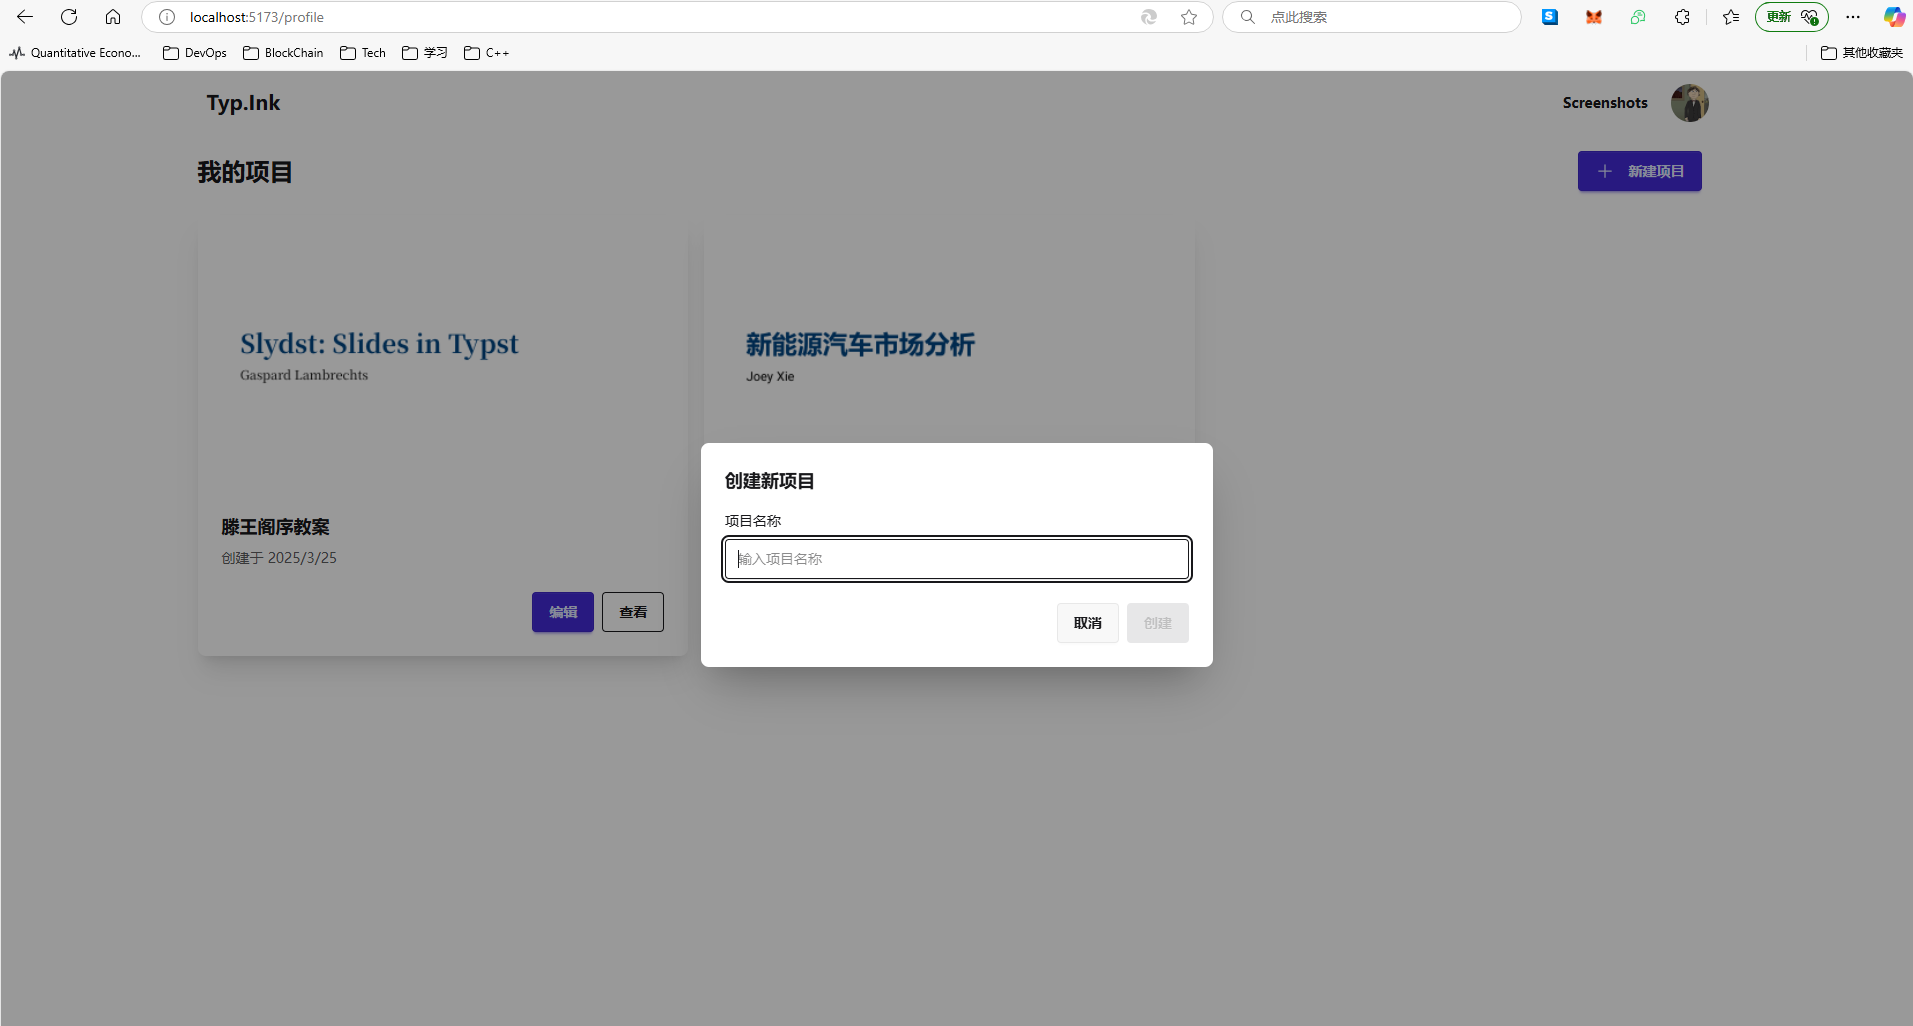 localhost:5173/profile
点此搜索
更新
Quantitative Econo...
DevOps
BlockChain
Tech
学习
C++
其他收藏夹
Typ.Ink
Screenshots
我的项目
新建项目
Slydst: Slides in Typst
Gaspard Lambrechts
新能源汽车市场分析
Joey Xie
滕王阁序教案
创建于 2025/3/25
编辑
查看
创建新项目
项目名称
输入项目名称
取消
创建